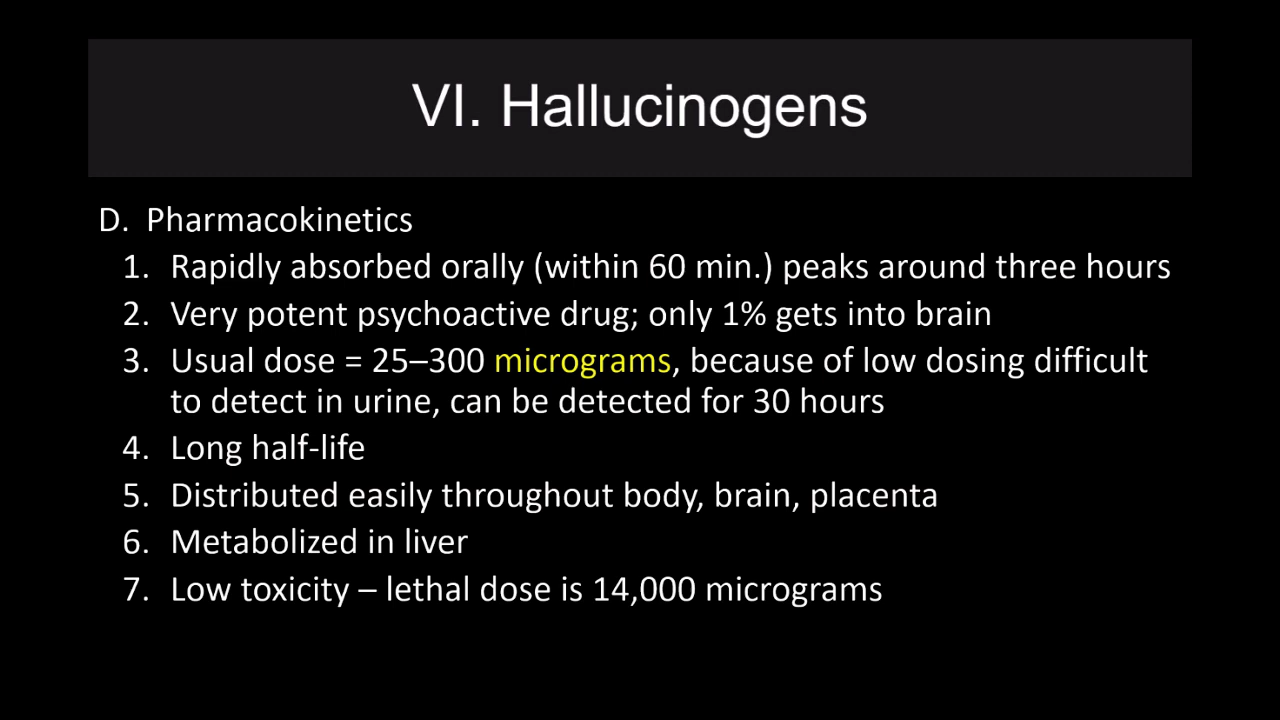 VI. Hallucinogens
D. Pharmacokinetics
1. Rapidly absorbed orally (within 60 min.) peaks around three hours
2. Very potent psychoactive drug; only 1% gets into brain
3. Usual dose = 25–300 micrograms, because of low dosing difficult
to detect in urine, can be detected for 30 hours
4. Long half-life
5. Distributed easily throughout body, brain, placenta
6. Metabolized in liver
7. Low toxicity – lethal dose is 14,000 micrograms